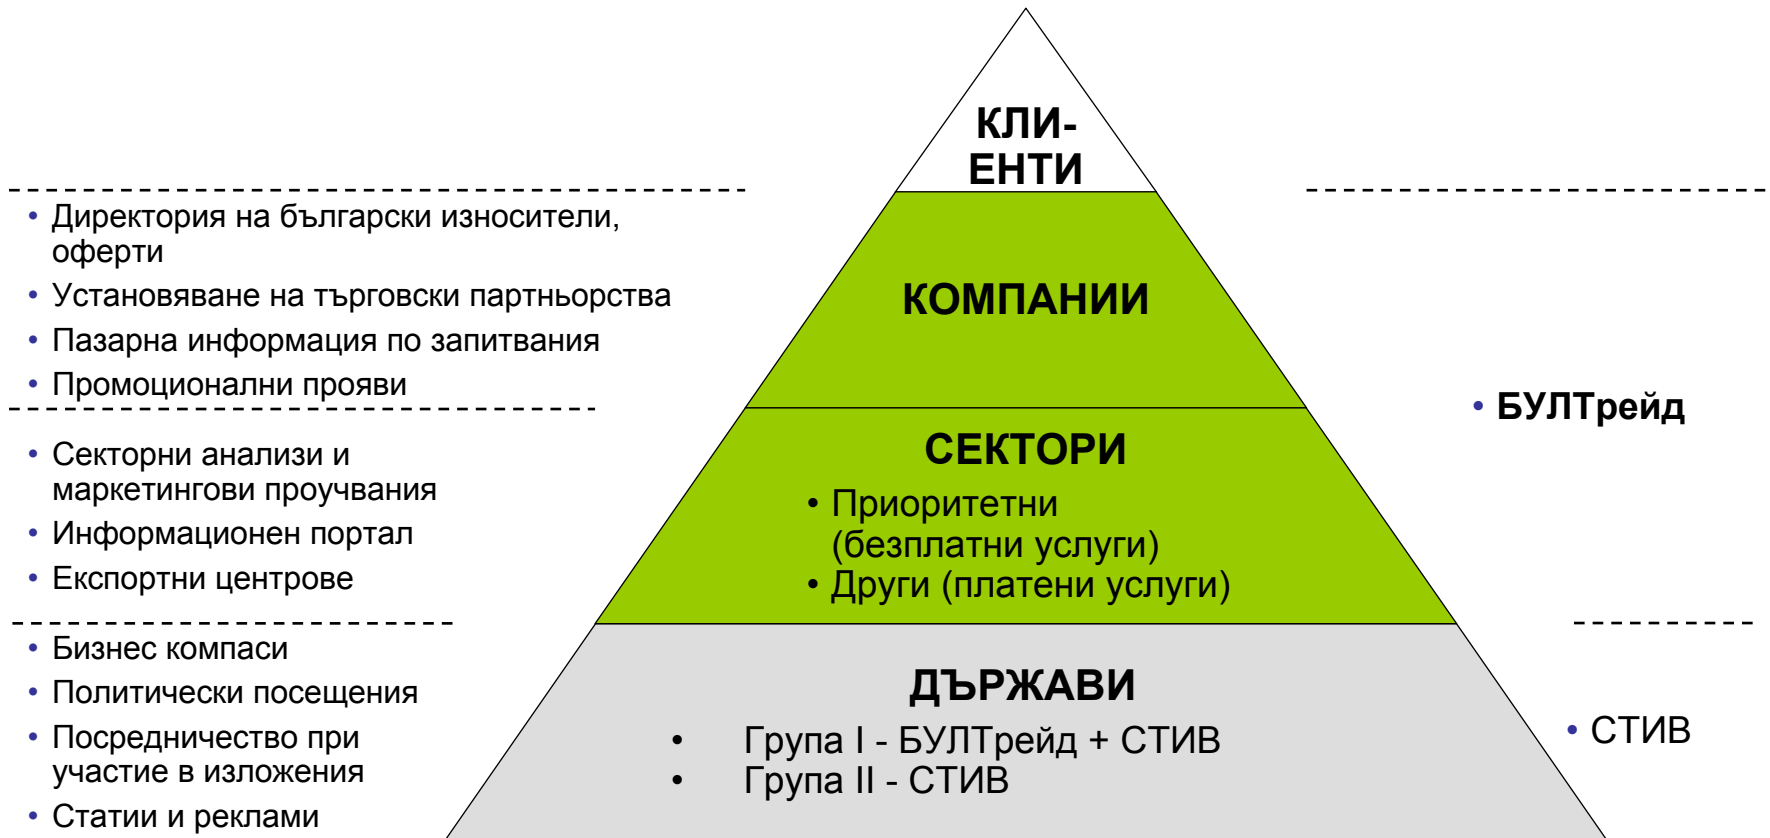 КЛИ-
ЕНТИ
• Директория на български износители,
оферти
• Установяване на търговски партньорства
• Пазарна информация по запитвания
• Промоционални прояви
КОМПАНИИ
• БУЛТрейд
• Секторни анализи и
маркетингови проучвания
• Информационен портал
• Експортни центрове
СЕКТОРИ
• Приоритетни
(безплатни услуги)
• Други (платени услуги)
• Бизнес компаси
• Политически посещения
• Посредничество при
участие в изложения
• Статии и реклами
ДЪРЖАВИ
• Група I - БУЛТрейд + СТИВ
• Група II - СТИВ
• СТИВ